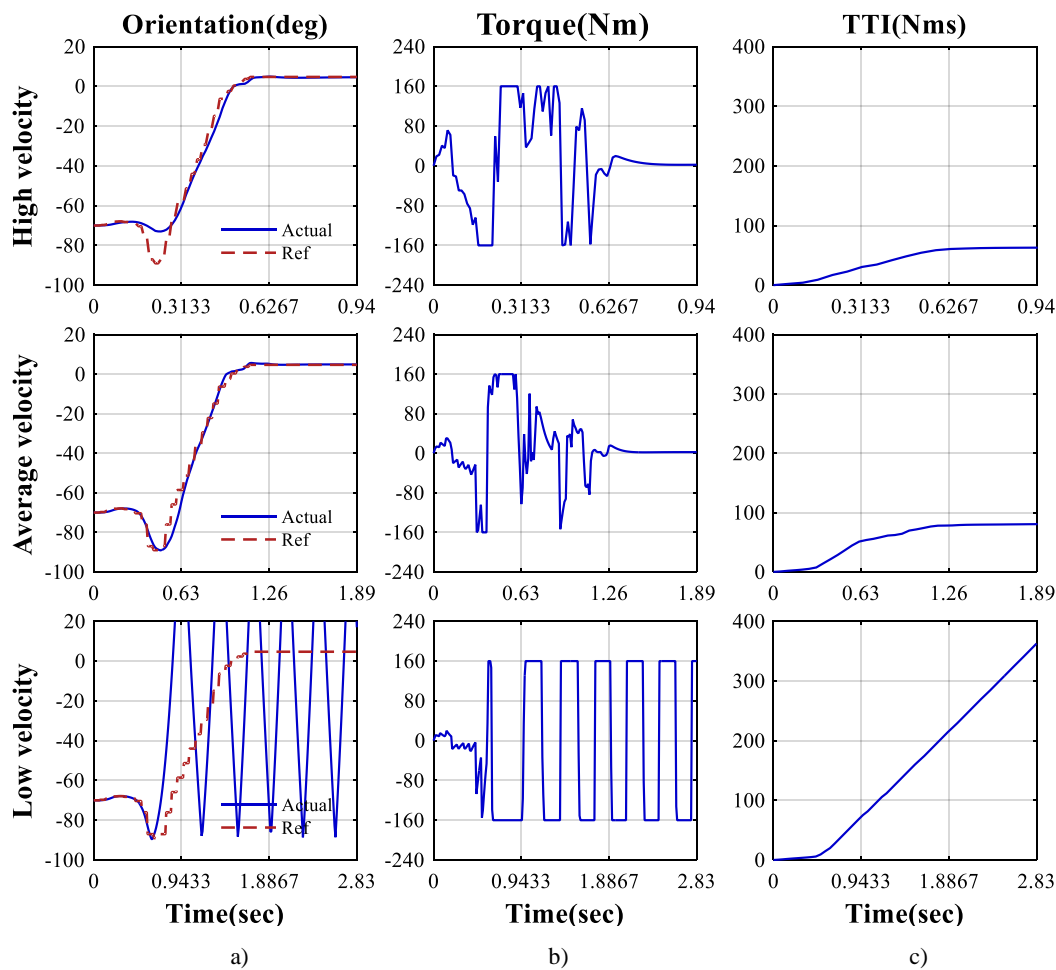 Orientation(deg)
Torque(Nm)
TTI(Nms)
High velocity
20
0
-20
-40
-60
-80
-100
Actual
Ref
0 0.3133 0.6267 0.94
240
160
80
0
-80
-160
-240
0 0.3133 0.6267 0.94
400
300
200
100
0
0 0.3133 0.6267 0.94
Average velocity
20
0
-20
-40
-60
-80
-100
Actual
Ref
0 0.63 1.26 1.89
240
160
80
0
-80
-160
-240
0 0.63 1.26 1.89
400
300
200
100
0
0 0.63 1.26 1.89
Low velocity
20
0
-20
-40
-60
-80
-100
Actual
Ref
0 0.9433 1.8867 2.83
240
160
80
0
-80
-160
-240
0 0.9433 1.8867 2.83
400
300
200
100
0
0 0.9433 1.8867 2.83
Time(sec)
Time(sec)
Time(sec)
a)
b)
c)